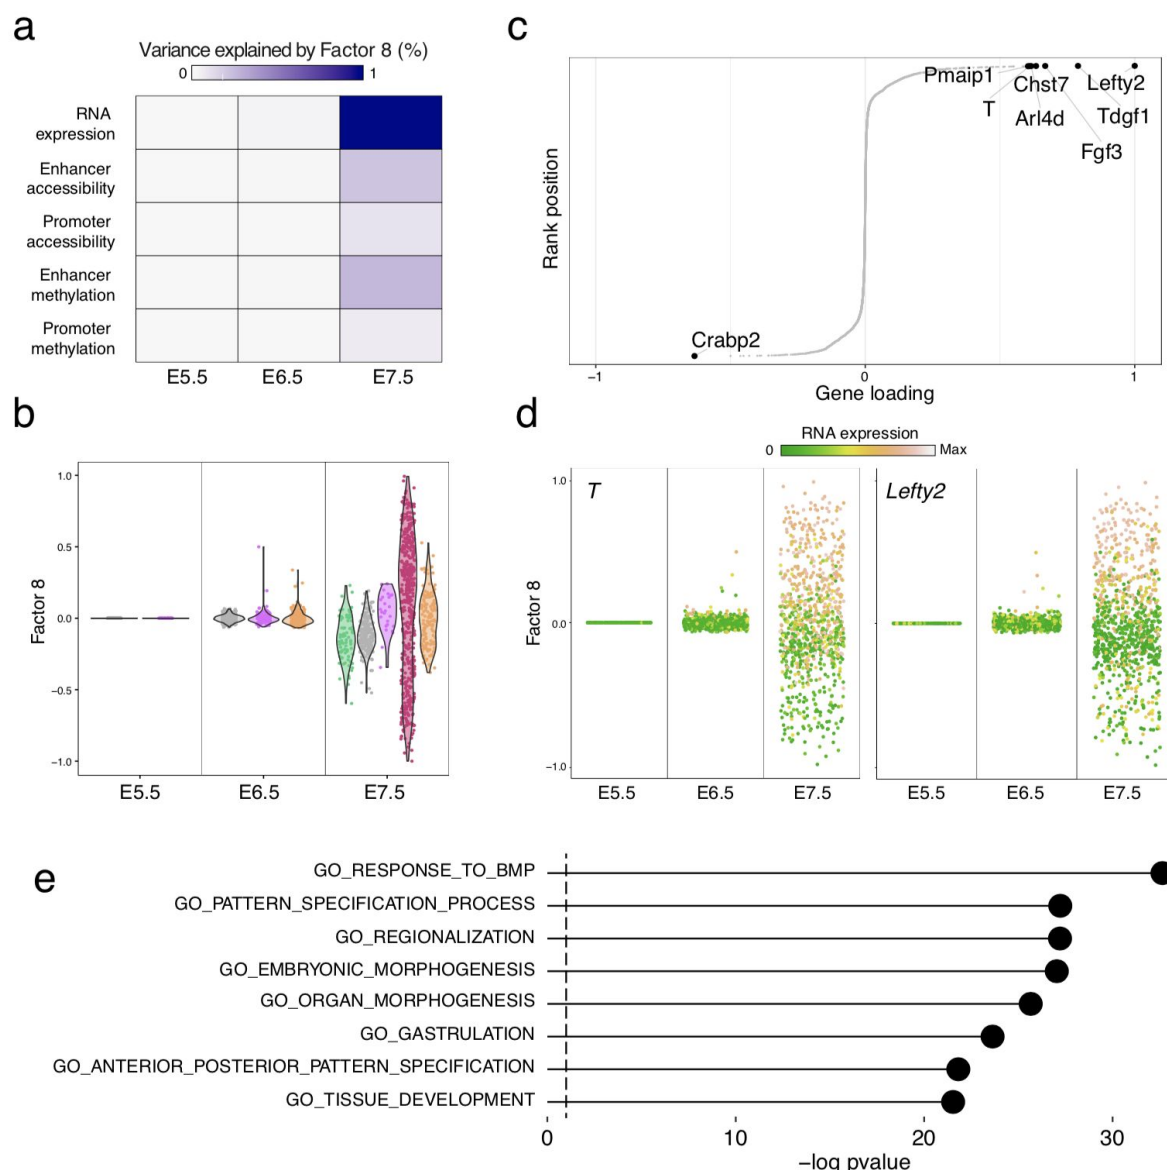 a
Variance explained by Factor 8 (%)
0 1
RNA
expression
Enhancer
accessibility
Promoter
accessibility
Enhancer
methylation
Promoter
methylation
E5.5 E6.5 E7.5
c
Rank position
Pmaip1
T
Chst7
Arl4d
Lefty2
Tdgf1
Fgf3
Crabp2
−1 0 1
Gene loading
b
Factor 8
1.0
0.5
0.0
−0.5
−1.0
E5.5 E6.5 E7.5
d
RNA expression
0 Max
Factor 8
1.0
0.0
−1.0
T
Lefty2
E5.5 E6.5 E7.5 E5.5 E6.5 E7.5
e
GO_RESPONSE_TO_BMP
GO_PATTERN_SPECIFICATION_PROCESS
GO_REGIONALIZATION
GO_EMBRYONIC_MORPHOGENESIS
GO_ORGAN_MORPHOGENESIS
GO_GASTRULATION
GO_ANTERIOR_POSTERIOR_PATTERN_SPECIFICATION
GO_TISSUE_DEVELOPMENT
0 10 20 30
−log pvalue